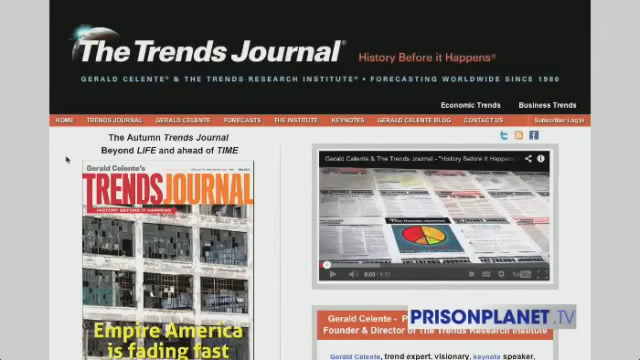 The Trends Journal® History Before it Happens®
GERALD CELENTE® & THE TRENDS RESEARCH INSTITUTE® • FORECASTING WORLDWIDE SINCE 1980
Economic Trends Business Trends
HOME TRENDS JOURNAL GERALD CELENTE FORECASTS THE INSTITUTE KEYNOTES GERALD CELENTE BLOG CONTACT US Subscriber Log In
The Autumn Trends Journal
Beyond LIFE and ahead of TIME
Gerald Celente's
TRENDS JOURNAL
HISTORY BEFORE IT HAPPENS
Empire America
is fading fast
Gerald Celente & The Trends Journal - "History Before it Happens
The Trends Journal
0:03
YouTube
Gerald Celente - P
Founder & Director of The Trends Research Institute
Gerald Celente, trend expert, visionary, keynote speaker,
PRISONPLANET.TV